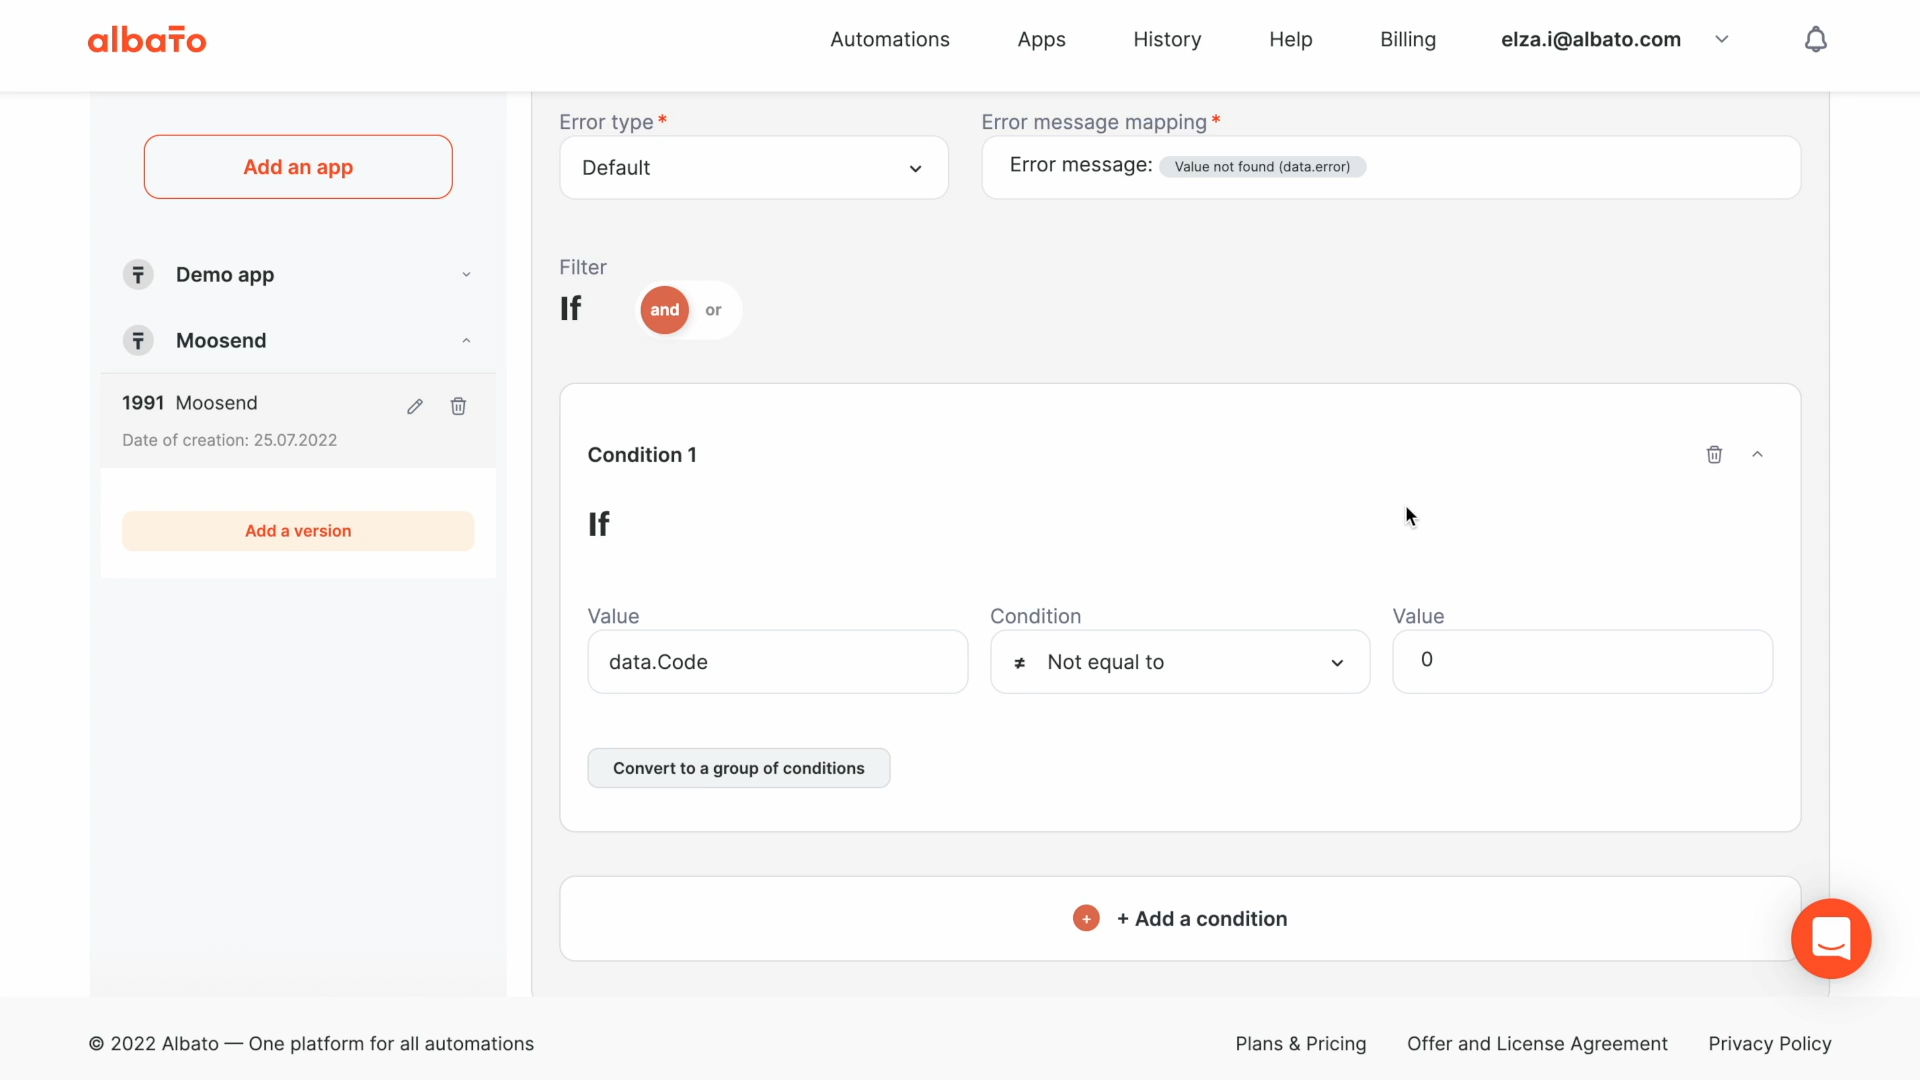 albato
Automations
Apps
History
Help
Billing
elza.i@albato.com
Add an app
Demo app
Moosend
1991 Moosend
Date of creation: 25.07.2022
Add a version
Error type*
Default
Error message mapping*
Error message: Value not found (data.error)
Filter
If
and
or
Condition 1
If
Value
data.Code
Condition
≠ Not equal to
Value
0
Convert to a group of conditions
+ + Add a condition
© 2022 Albato — One platform for all automations
Plans & Pricing
Offer and License Agreement
Privacy Policy